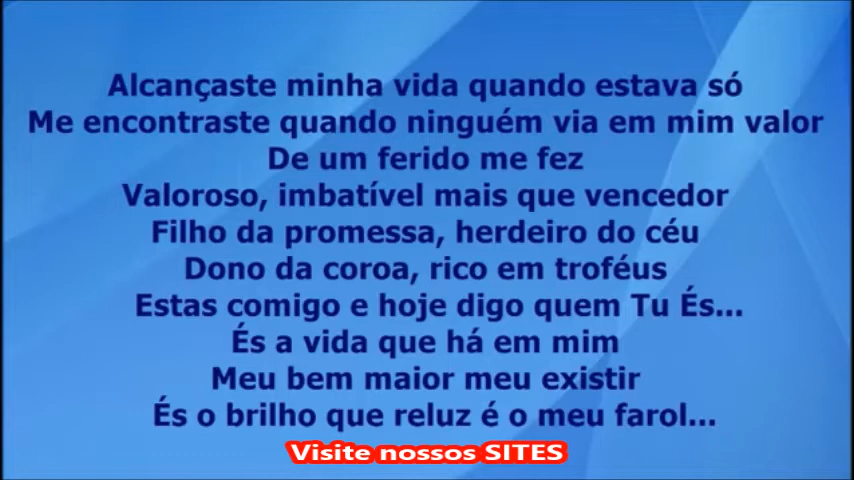 Alcançaste minha vida quando estava só
Me encontraste quando ninguém via em mim valor
De um ferido me fez
Valoroso, imbatível mais que vencedor
Filho da promessa, herdeiro do céu
Dono da coroa, rico em troféus
Estas comigo e hoje digo quem Tu És...
És a vida que há em mim
Meu bem maior meu existir
És o brilho que reluz é o meu farol...
Visite nossos SITES